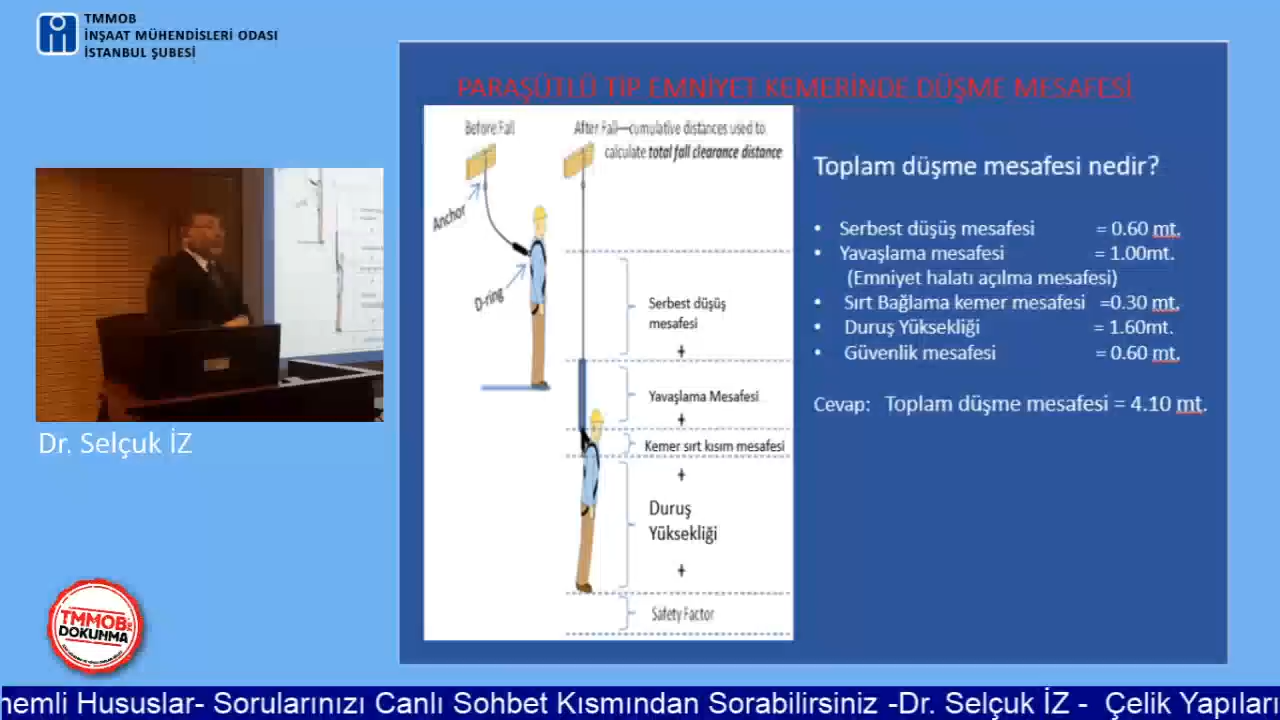 TMMOB
İNŞAAT MÜHENDİSLERİ ODASI
İSTANBUL ŞUBESİ
PARAŞÜTLÜ TİP EMNİYET KEMERİNDE DÜŞME MESAFESİ
Before Fall
After Fall—cumulative distances used to
calculate total fall clearance distance
Anchor
D-ring
Serbest düşüş
mesafesi
+
Yavaşlama Mesafesi
+
Kemer sırt kısım mesafesi
+
Duruş
Yüksekliği
+
Safety Factor
Toplam düşme mesafesi nedir?
• Serbest düşüş mesafesi = 0.60 mt.
• Yavaşlama mesafesi = 1.00mt.
(Emniyet halatı açılma mesafesi)
• Sırt Bağlama kemer mesafesi =0.30 mt.
• Duruş Yüksekliği = 1.60mt.
• Güvenlik mesafesi = 0.60 mt.
Cevap: Toplam düşme mesafesi = 4.10 mt.
Dr. Selçuk İZ
TMMOB
DOKUNMA
nemli Hususlar- Sorularınızı Canlı Sohbet Kısmından Sorabilirsiniz -Dr. Selçuk İZ - Çelik Yapıları